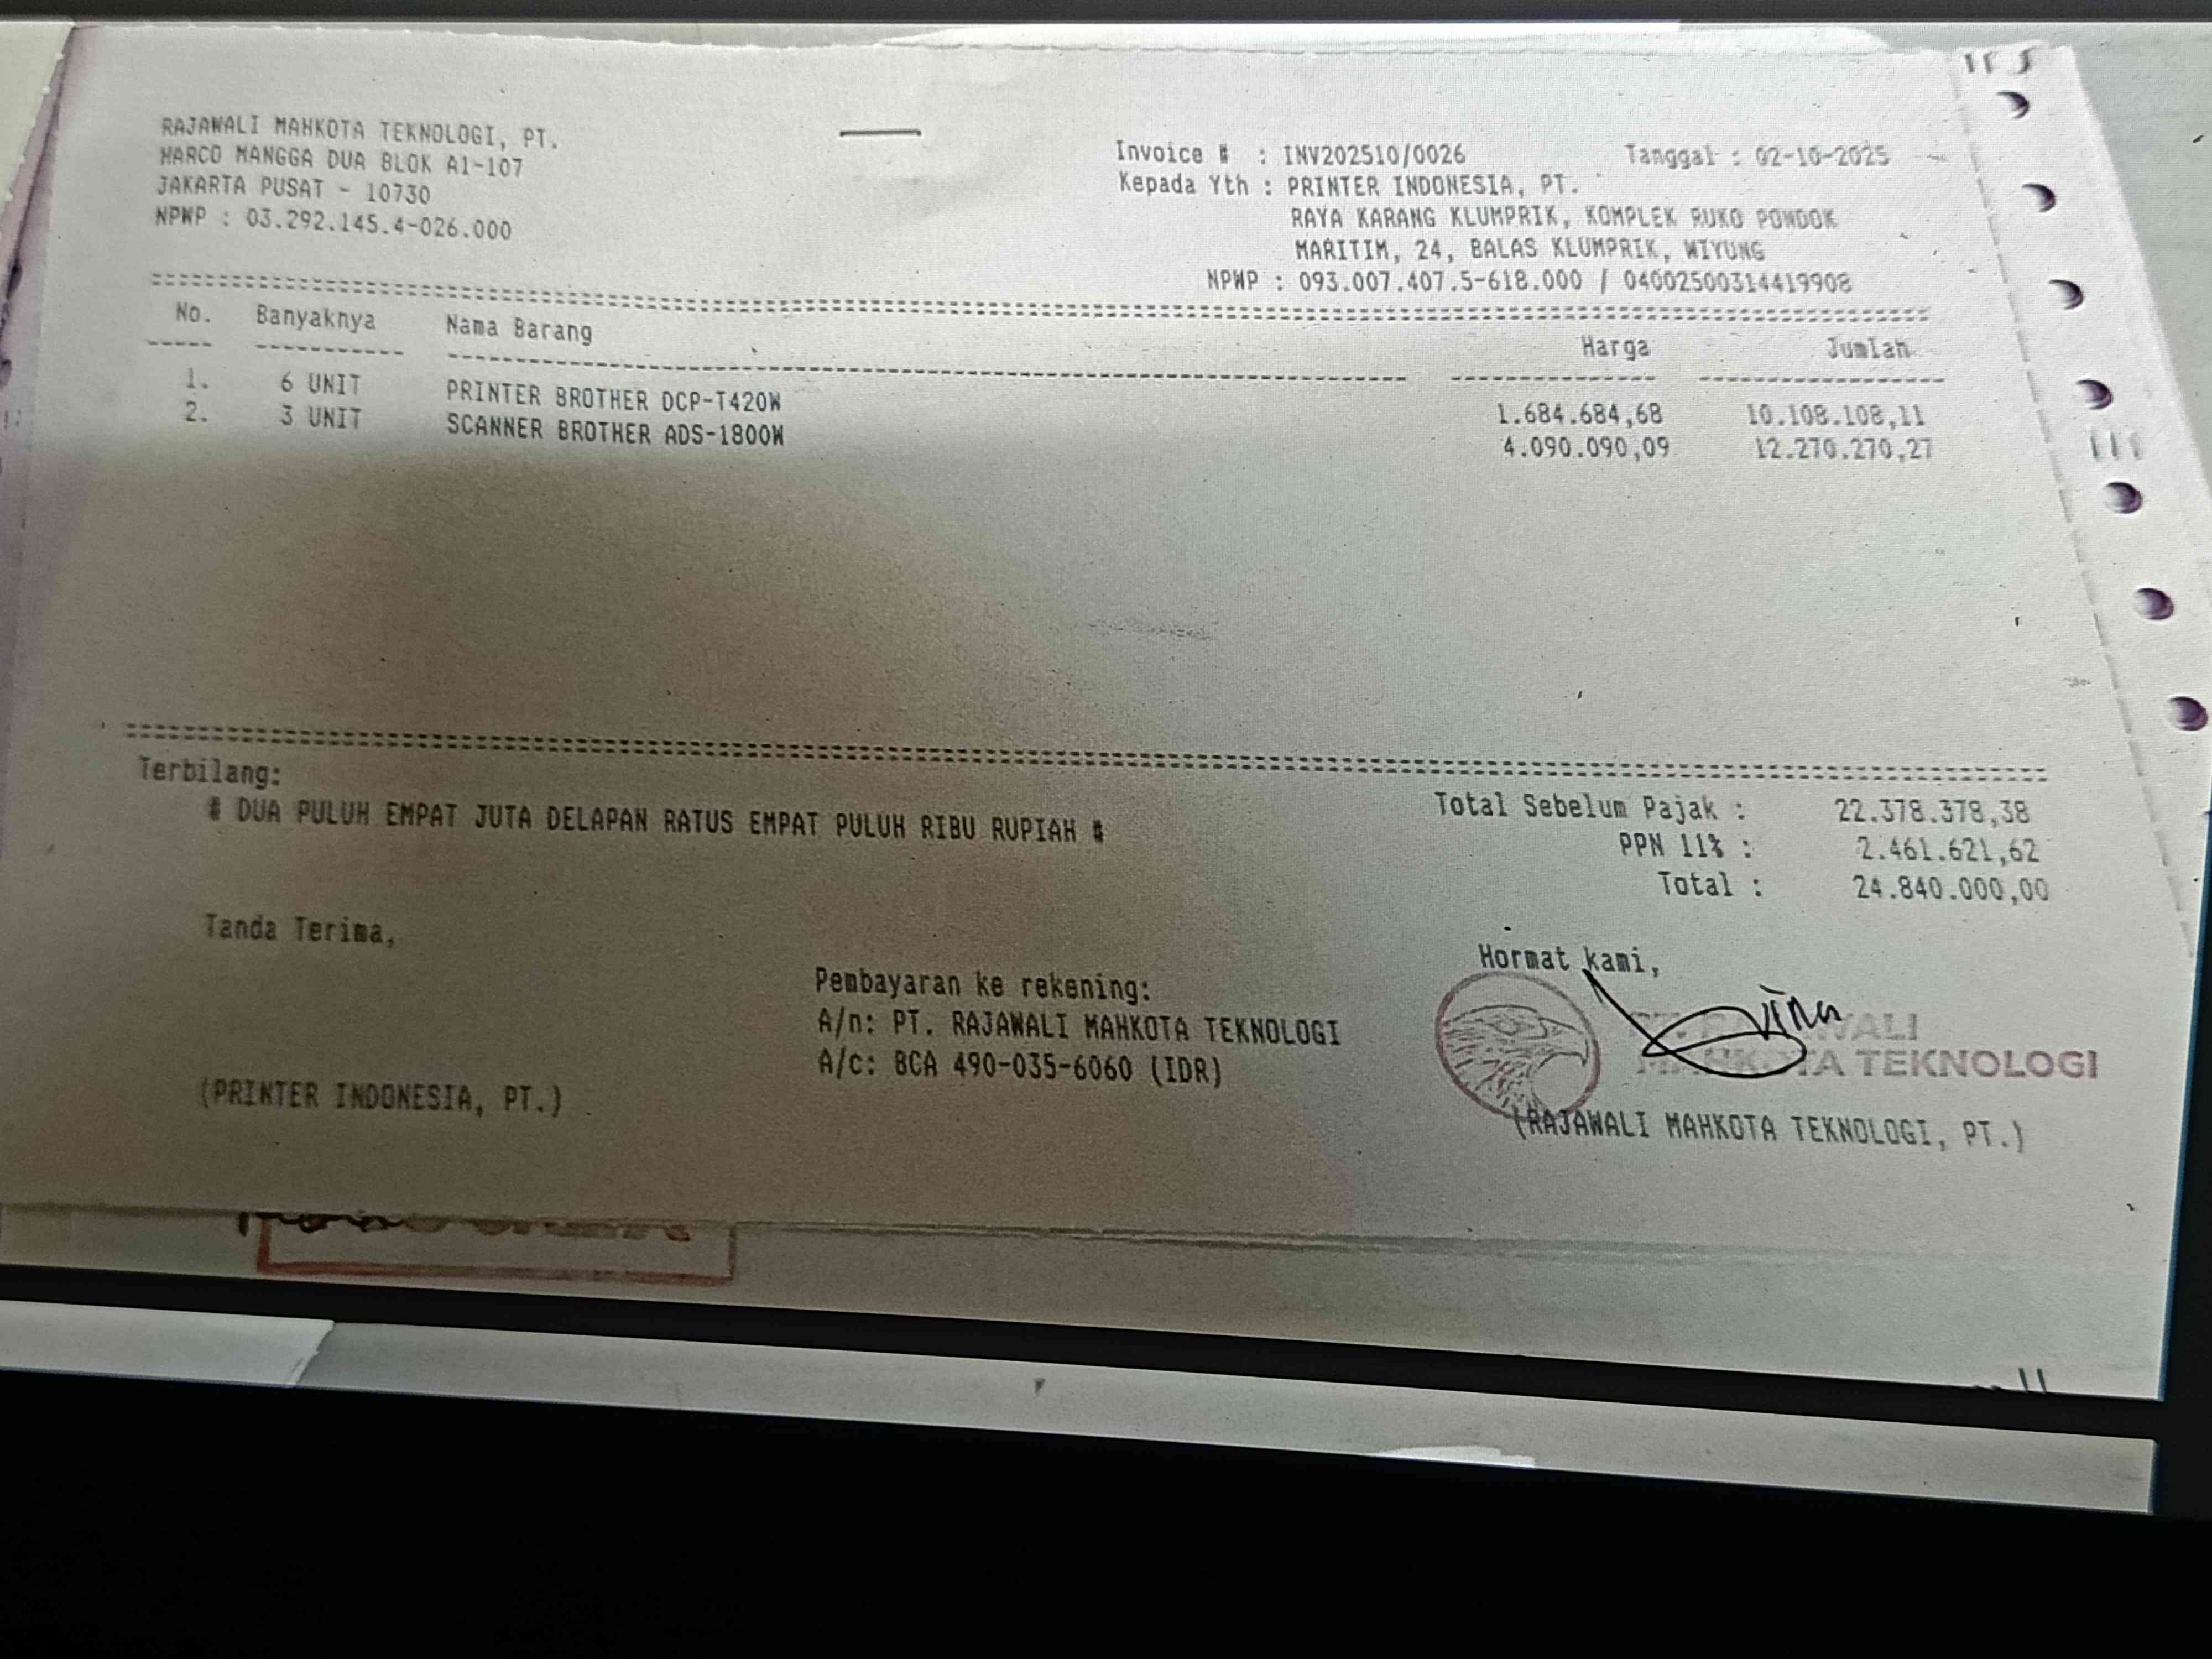 RAJAWALI MAHKOTA TEKNOLOGI, PT.
HARCO MANGGA DUA BLOK A1-107
JAKARTA PUSAT - 10730
NPWP : 03.292.145.4-026.000
Invoice # : INV202510/0026 Tanggal : 02-10-2025
Kepada Yth : PRINTER INDONESIA, PT.
RAYA KARANG KLUMPRIK, KOMPLEK RUKO PONDOK
MARITIM, 24, BALAS KLUMPRIK, WIYUNG
NPWP : 093.007.407.5-618.000 / 04002500314419908
No. Banyaknya Nama Barang Harga Jumlah
1. 6 UNIT PRINTER BROTHER DCP-T420W 1.684.684,68 10.108.108,11
2. 3 UNIT SCANNER BROTHER ADS-1800W 4.090.090,09 12.270.270,27
Terbilang:
# DUA PULUH EMPAT JUTA DELAPAN RATUS EMPAT PULUH RIBU RUPIAH #
Total Sebelum Pajak : 22.378.378,38
PPN 11% : 2.461.621,62
Total : 24.840.000,00
Tanda Terima,
(PRINTER INDONESIA, PT.)
Pembayaran ke rekening:
A/n: PT. RAJAWALI MAHKOTA TEKNOLOGI
A/c: BCA 490-035-6060 (IDR)
Hormat kami,
PT. RAJAWALI
MAHKOTA TEKNOLOGI
(RAJAWALI MAHKOTA TEKNOLOGI, PT.)